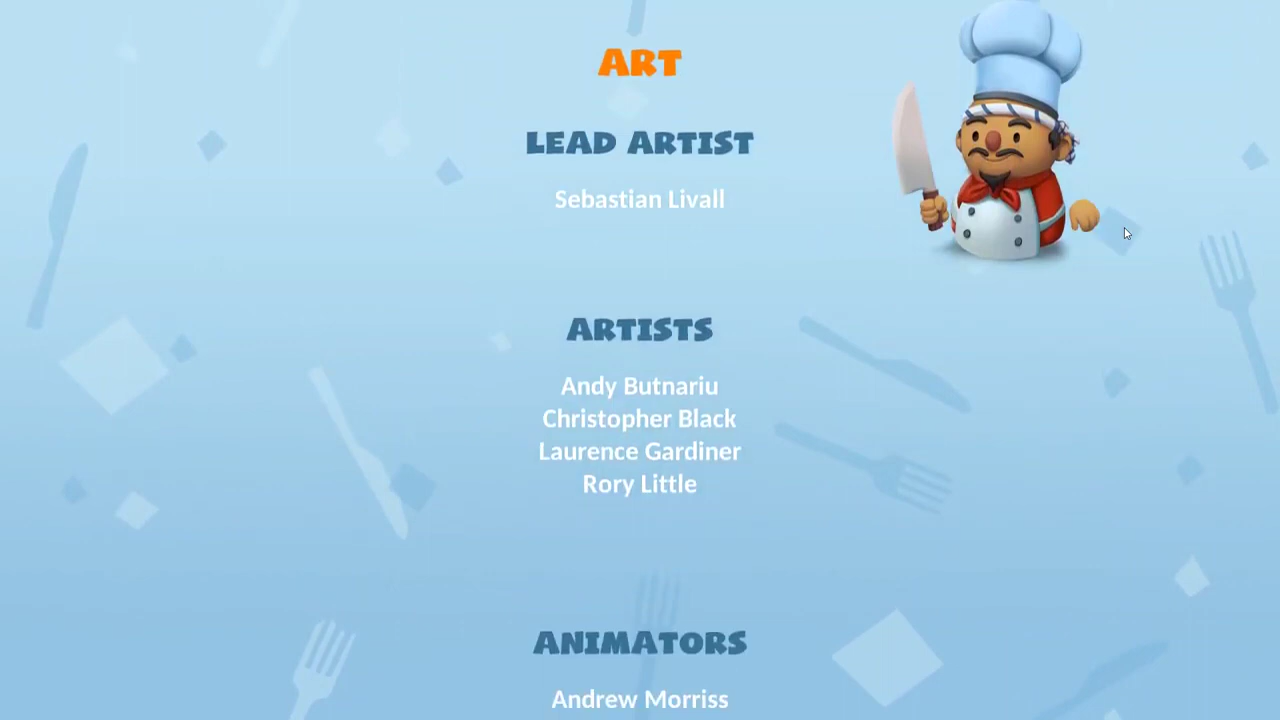 ART
LEAD ARTIST
Sebastian Livall
ARTISTS
Andy Butnariu
Christopher Black
Laurence Gardiner
Rory Little
ANIMATORS
Andrew Morriss